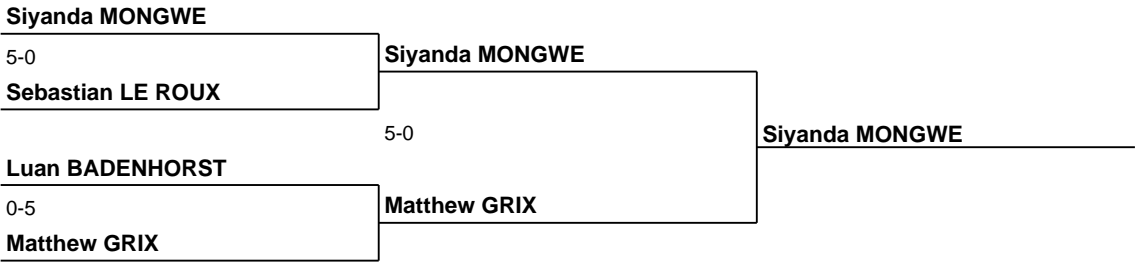 Siyanda MONGWE
5-0
Siyanda MONGWE
Sebastian LE ROUX
5-0
Siyanda MONGWE
Luan BADENHORST
0-5
Matthew GRIX
Matthew GRIX